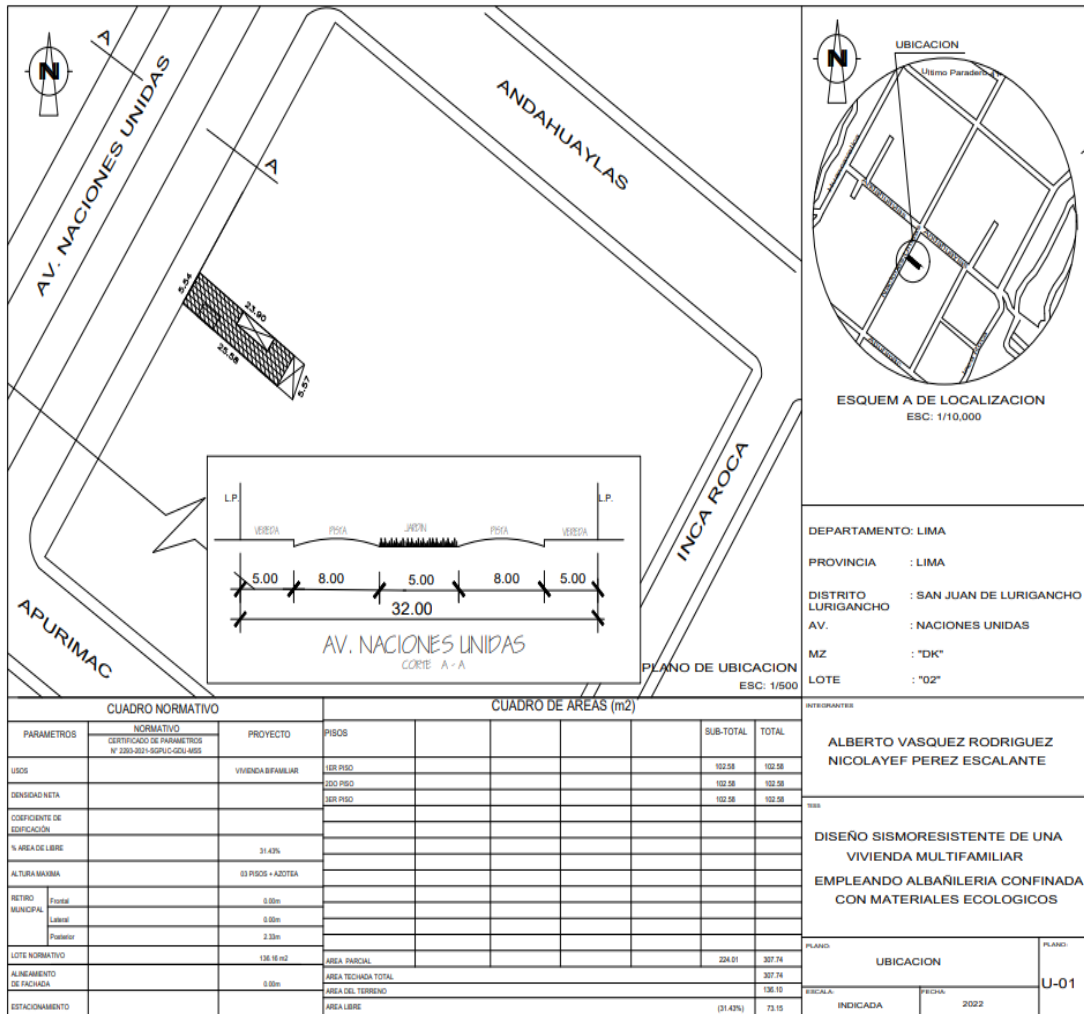 N
A
AV. NACIONES UNIDAS
A
ANDAHUAYLAS
5.54
23.90
25.58
5.57
INCA ROCA
APURIMAC
L.P.
L.P.
VEREDA
PISTA
JARDIN
PISTA
VEREDA
5.00
8.00
5.00
8.00
5.00
32.00
AV. NACIONES UNIDAS
CORTE A - A
PLANO DE UBICACION
ESC: 1/500
N
UBICACION
Ultimo Paradero
Andahuaylas
Andahuaylas
ESQUEM A DE LOCALIZACION
ESC: 1/10,000
DEPARTAMENTO: LIMA
PROVINCIA : LIMA
DISTRITO : SAN JUAN DE LURIGANCHO
LURIGANCHO
AV. : NACIONES UNIDAS
MZ : "DK"
LOTE : "02"
INTEGRANTES
ALBERTO VASQUEZ RODRIGUEZ
NICOLAYEF PEREZ ESCALANTE
TESIS
DISEÑO SISMORESISTENTE DE UNA
VIVIENDA MULTIFAMILIAR
EMPLEANDO ALBAÑILERIA CONFINADA
CON MATERIALES ECOLOGICOS
PLANO:
UBICACION
PLANO:
U-01
ESCALA:
INDICADA
FECHA:
2022
CUADRO NORMATIVO
PARAMETROS
NORMATIVO
CERTIFICADO DE PARAMETROS
N° 2293-2021-SGPUC-GDU-MSS
PROYECTO
USOS VIVIENDA BIFAMILIAR
DENSIDAD NETA
COEFICIENTE DE
EDIFICACIÓN
% AREA DE LIBRE 31.43%
ALTURA MAXIMA 03 PISOS + AZOTEA
RETIRO
MUNICIPAL
Frontal 0.00m
Lateral 0.00m
Posterior 2.33m
LOTE NORMATIVO 136.16 m2
ALINEAMIENTO
DE FACHADA 0.00m
ESTACIONAMIENTO
CUADRO DE AREAS (m2)
PISOS SUB-TOTAL TOTAL
1ER PISO 102.58 102.58
2DO PISO 102.58 102.58
3ER PISO 102.58 102.58
AREA PARCIAL 224.01 307.74
AREA TECHADA TOTAL 307.74
AREA DEL TERRENO 136.10
AREA LIBRE (31.43%) 73.15